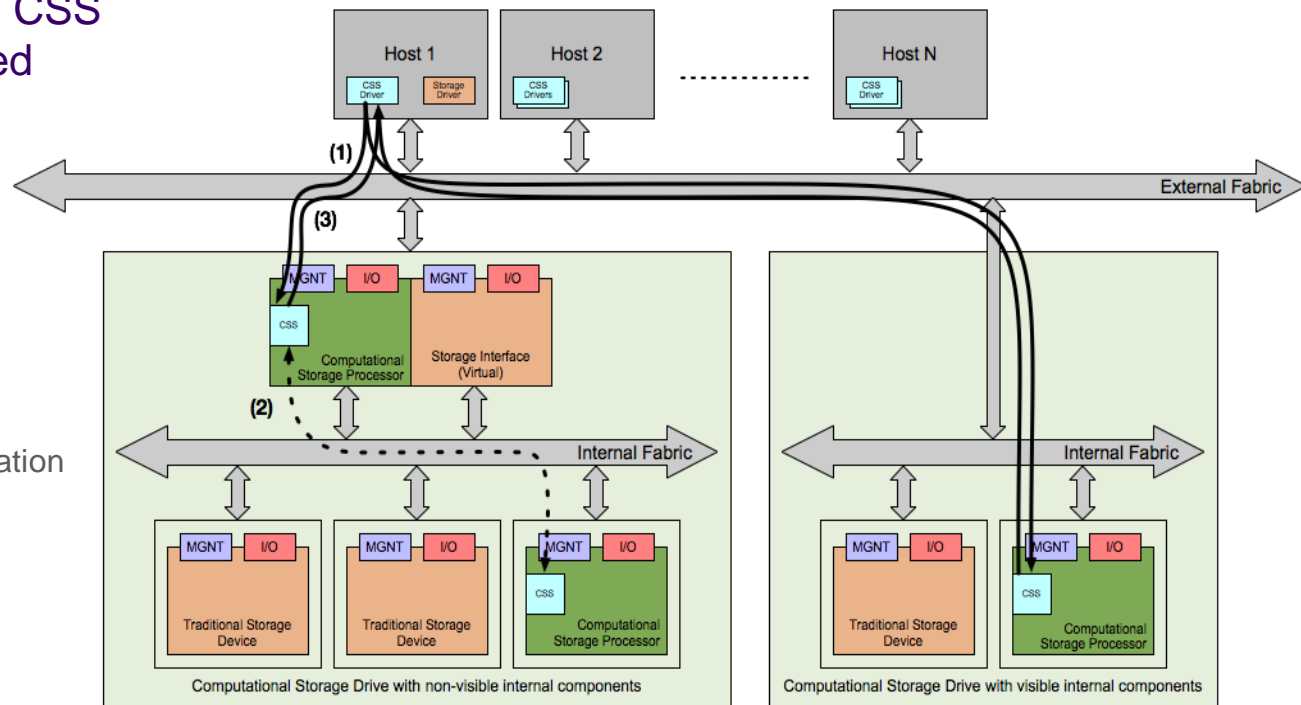 CSS
ed
ation
Host 1
CSS
Driver
Storage
Driver
Host 2
CSS
Drivers
Host N
CSS
Driver
(1)
(3)
External Fabric
MGNT
I/O
MGNT
I/O
CSS
Computational
Storage Processor
Storage Interface
(Virtual)
(2)
Internal Fabric
MGNT
I/O
Traditional Storage
Device
MGNT
I/O
Traditional Storage
Device
MGNT
I/O
CSS
Computational
Storage Processor
Computational Storage Drive with non-visible internal components
Internal Fabric
MGNT
I/O
Traditional Storage
Device
MGNT
I/O
CSS
Computational
Storage Processor
Computational Storage Drive with visible internal components